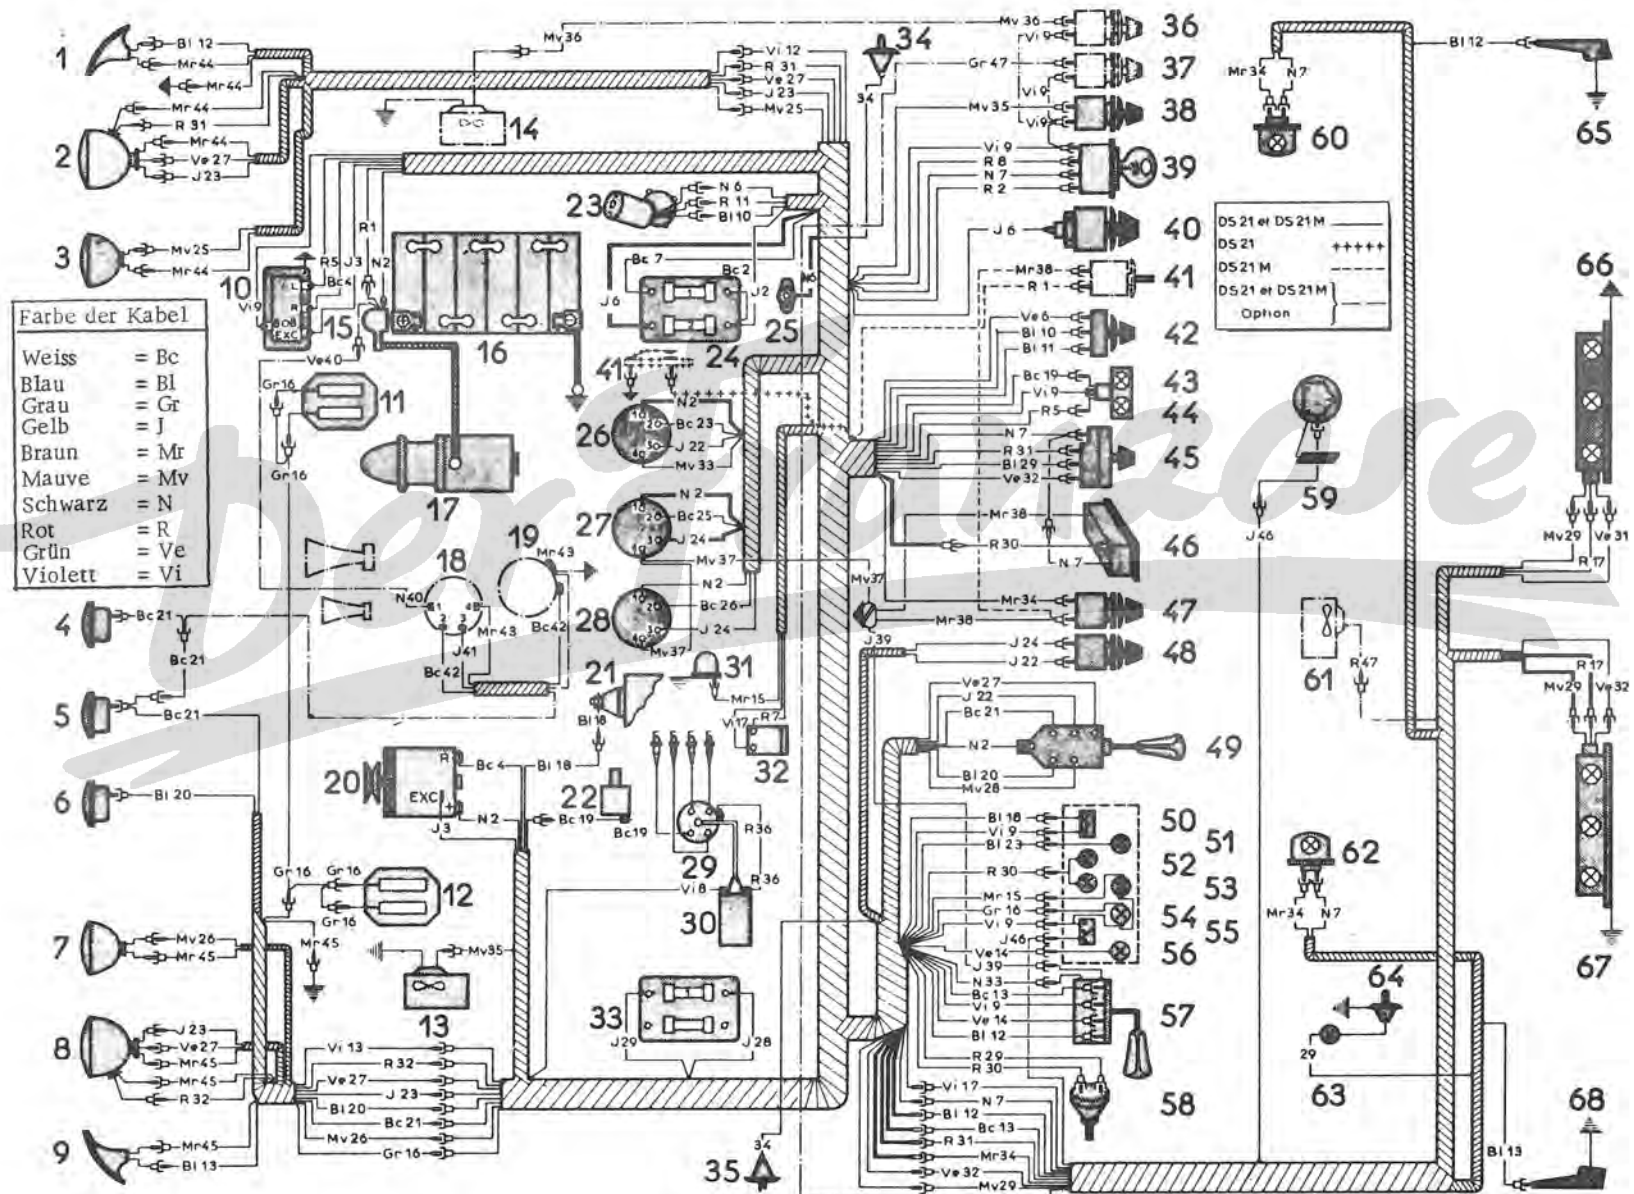 Farbe der Kabel
Weiss = Bc
Blau = Bl
Grau = Gr
Gelb = J
Braun = Mr
Mauve = Mv
Schwarz = N
Rot = R
Grün = Ve
Violett = Vi
DS 21 et DS 21 M
DS 21 +++++
DS 21 M
DS 21 et DS 21 M
Option
Der Franzose
1
Bl 12
Mr 44
Mr 44
2
Mr 44
R 31
Mr 44
Ve 27
J 23
3
Mv 25
Mr 44
4
Bc 21
Bc 21
5
Bc 21
6
Bl 20
7
Mv 26
Mr 45
8
J 23
Ve 27
Mr 45
Mr 45
R 32
9
Mr 45
Bl 13
10
Vi 9
R 5
J 3
Bc 4
R 1
N 2
EXC
11
Gr 16
Gr 16
Ve 40
12
Gr 16
Gr 16
Gr 16
Mr 45
13
Mv 35
14
Mv 36
Vi 12
R 31
Ve 27
J 23
Mv 25
15
16
17
18
N 40
1
2
3
4
J 41
Bc 42
Mr 43
19
Mr 43
Bc 42
20
R
EXC
+
Bc 4
J 3
N 2
21
Bl 18
Bl 18
22
Bc 19
Bc 19
23
N 6
R 11
Bl 10
24
Bc 7
Bc 2
J 6
J 2
1
2
25
N 6
41
26
N 2
Bc 23
J 22
Mv 33
27
N 2
Bc 25
J 24
Mv 37
28
N 2
Bc 26
J 24
Mv 37
29
R 36
30
Vi 8
R 36
31
Mr 15
32
Vi 17
R 7
33
J 29
J 28
1
34
34
35
34
Vi 13
R 32
Ve 27
J 23
Bl 20
Bc 21
Mv 26
Gr 16
36
Mv 36
Vi 9
37
Gr 47
Vi 9
38
Mv 35
Vi 9
39
Vi 9
R 8
N 7
R 2
40
J 6
41
Mr 38
R 1
42
Ve 6
Bl 10
Bl 11
43
Bc 19
Vi 9
44
R 5
45
N 7
R 31
Bl 29
Ve 32
46
Mr 38
R 30
N 7
47
Mv 37
Mr 34
Mr 38
J 39
48
J 24
J 22
49
Ve 27
J 22
Bc 21
N 2
Bl 20
Mv 28
50
Bl 18
Vi 9
51
Bl 23
52
R 30
53
Mr 15
54
Gr 16
55
Vi 9
J 46
56
Ve 14
57
J 39
N 33
Bc 13
Vi 9
Ve 14
Bl 12
58
R 29
R 30
Vi 17
N 7
Bl 12
Bc 13
R 31
Mr 34
Ve 32
Mv 29
59
J 46
60
Mr 34
N 7
61
R 47
62
Mr 34
N 7
63
29
64
65
Bl 12
66
Mv 29
R 17
Ve 31
67
R 17
Mv 29
Ve 32
68
Bl 13